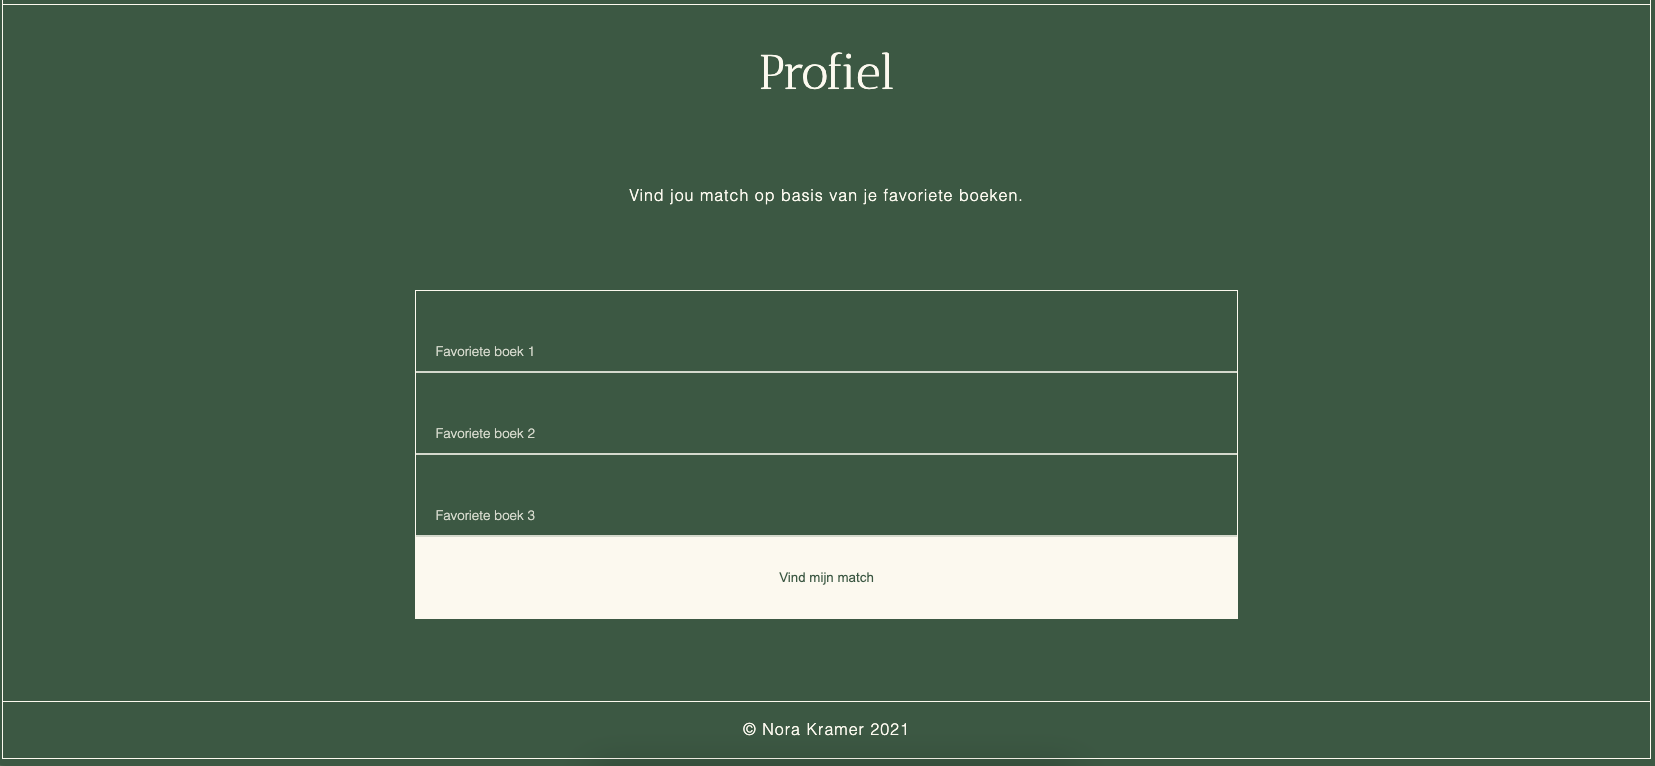 Profiel
Vind jou match op basis van je favoriete boeken.
Favoriete boek 1
Favoriete boek 2
Favoriete boek 3
Vind mijn match
© Nora Kramer 2021